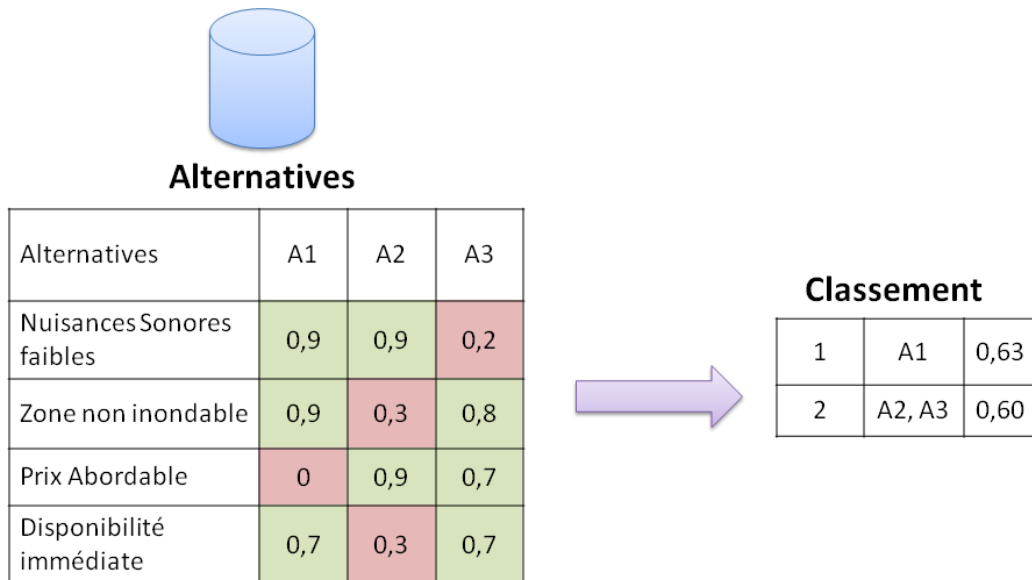 Alternatives
Alternatives A1 A2 A3
Nuisances Sonores
faibles 0,9 0,9 0,2
Zone non inondable 0,9 0,3 0,8
Prix Abordable 0 0,9 0,7
Disponibilité
immédiate 0,7 0,3 0,7
Classement
1 A1 0,63
2 A2, A3 0,60